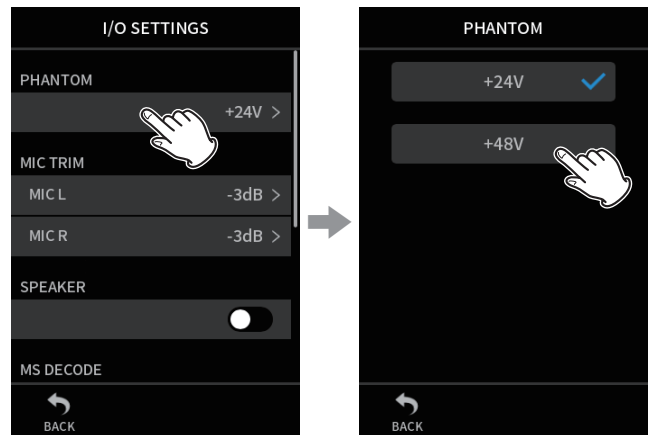 I/O SETTINGS
PHANTOM
+24V >
MIC TRIM
MIC L -3dB >
MIC R -3dB >
SPEAKER
MS DECODE
BACK
PHANTOM
+24V
+48V
BACK